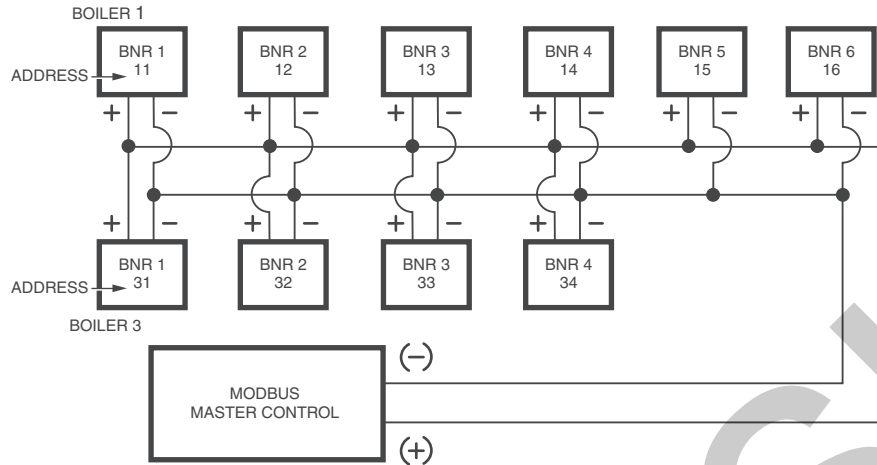 BOILER 1
BNR 1
11
BNR 2
12
BNR 3
13
BNR 4
14
BNR 5
15
BNR 6
16
ADDRESS
+ − + − + − + − + − + −
+ − + − + − + −
BNR 1
31
BNR 2
32
BNR 3
33
BNR 4
34
ADDRESS
BOILER 3
(−)
MODBUS
MASTER CONTROL
(+)